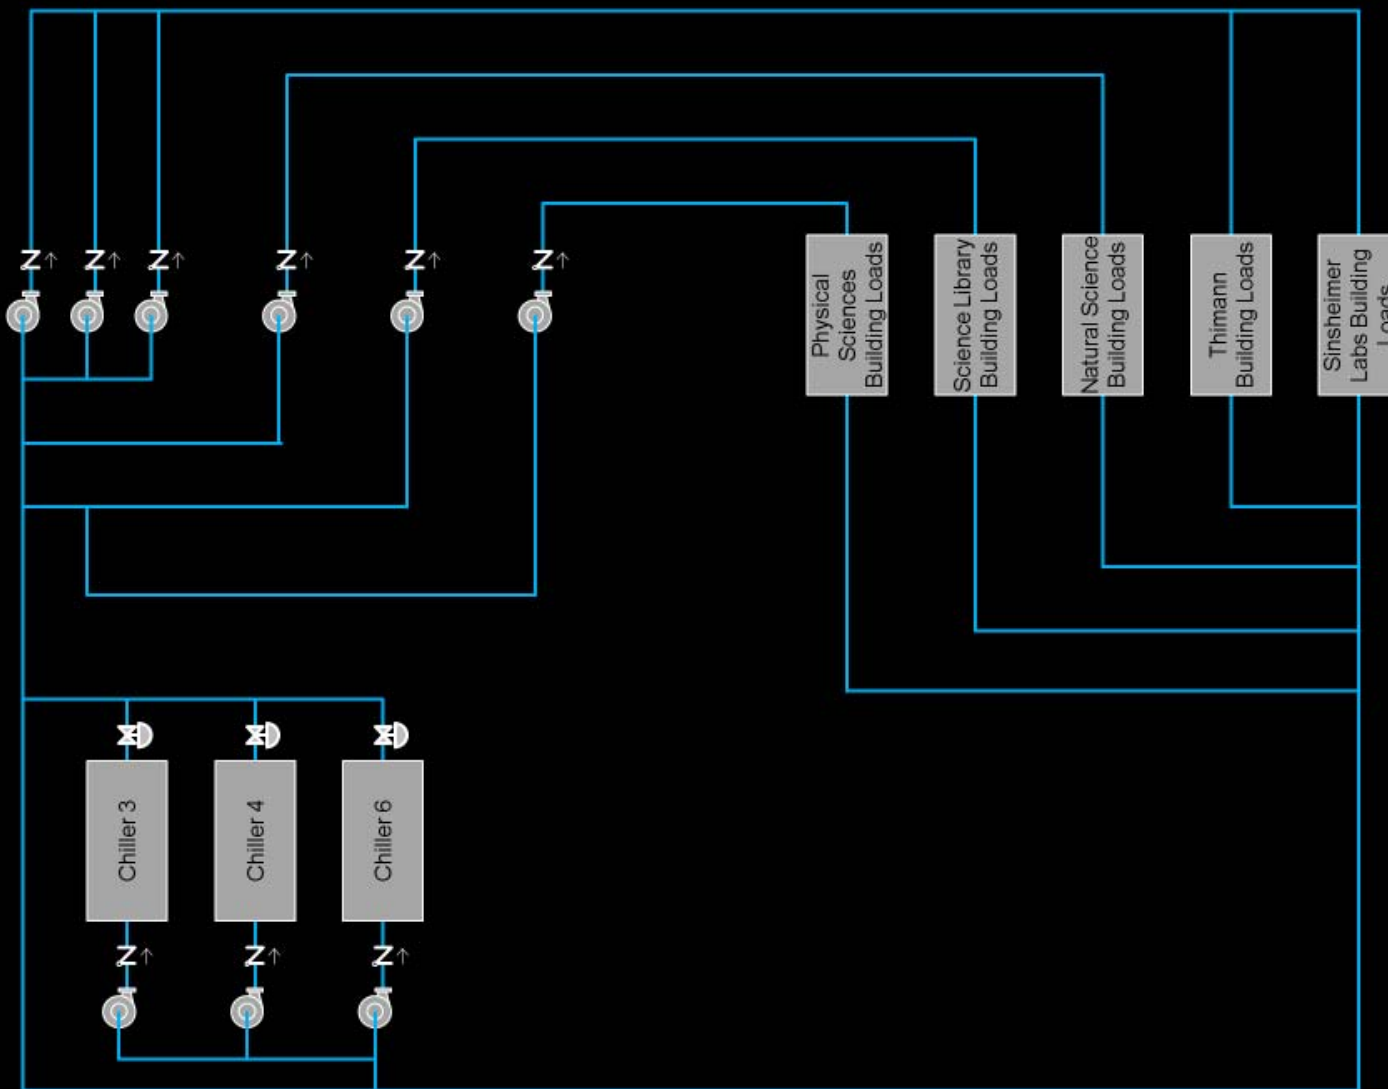 Physical
Sciences
Building Loads
Science Library
Building Loads
Natural Science
Building Loads
Thimann
Building Loads
Sinsheimer
Labs Building
Loads
Chiller 3
Chiller 4
Chiller 6